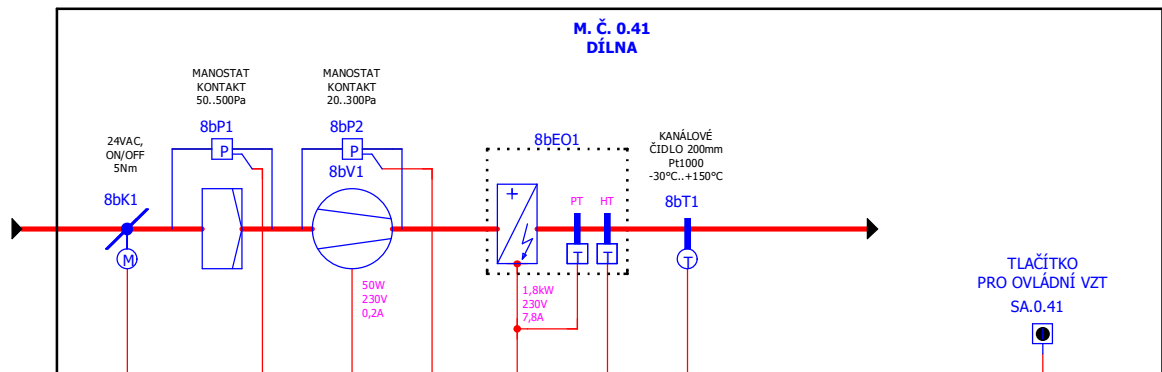 M. Č. 0.41
DÍLNA
MANOSTAT
KONTAKT
50..500Pa
8bP1
P
MANOSTAT
KONTAKT
20..300Pa
8bP2
P
8bV1
24VAC,
ON/OFF
5Nm
8bK1
M
50W
230V
0,2A
8bEO1
+
PT
HT
T
T
1,8kW
230V
7,8A
KANÁLOVÉ
ČIDLO 200mm
Pt1000
-30°C..+150°C
8bT1
T
TLAČÍTKO
PRO OVLÁDNÍ VZT
SA.0.41